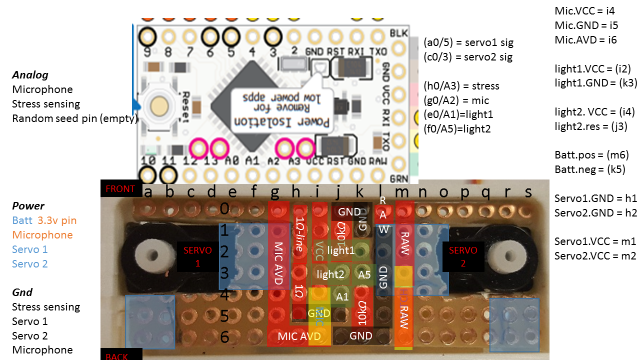 Analog
Microphone
Stress sensing
Random seed pin (empty)
Power
Batt 3.3v pin
Microphone
Servo 1
Servo 2
Gnd
Stress sensing
Servo 1
Servo 2
Microphone
9 8 7 6 5 4 3 2 GND RST RXI TXO
BLK
GND VCC RXI TXO
GRN
Reset
Power Isolation
Remove for
low power apps
10 11 12 13 A0 A1 A2 A3 VCC RST GND RAW
(a0/5) = servo1 sig
(c0/3) = servo2 sig
(h0/A3) = stress
(g0/A2) = mic
(e0/A1)=light1
(f0/A5)=light2
Mic.VCC = i4
Mic.GND = i5
Mic.AVD = i6
light1.VCC = (i2)
light1.GND = (k3)
light2. VCC = (i4)
light2.res = (j3)
Batt.pos = (m6)
Batt.neg = (k5)
Servo1.GND = h1
Servo2.GND = h2
Servo1.VCC = m1
Servo2.VCC = m2
FRONT
a b c d e f g h i j k l m n o p q r s
0
1
2
3
4
5
6
SERVO
1
SERVO
2
MIC AVD
1Ω-line
1Ω
VCC
GND
10kΩ
GND
R
A
W
light1
light2
A5
A1
GND
RAW
GND
10kΩ
RAW
MIC AVD
GND
BACK